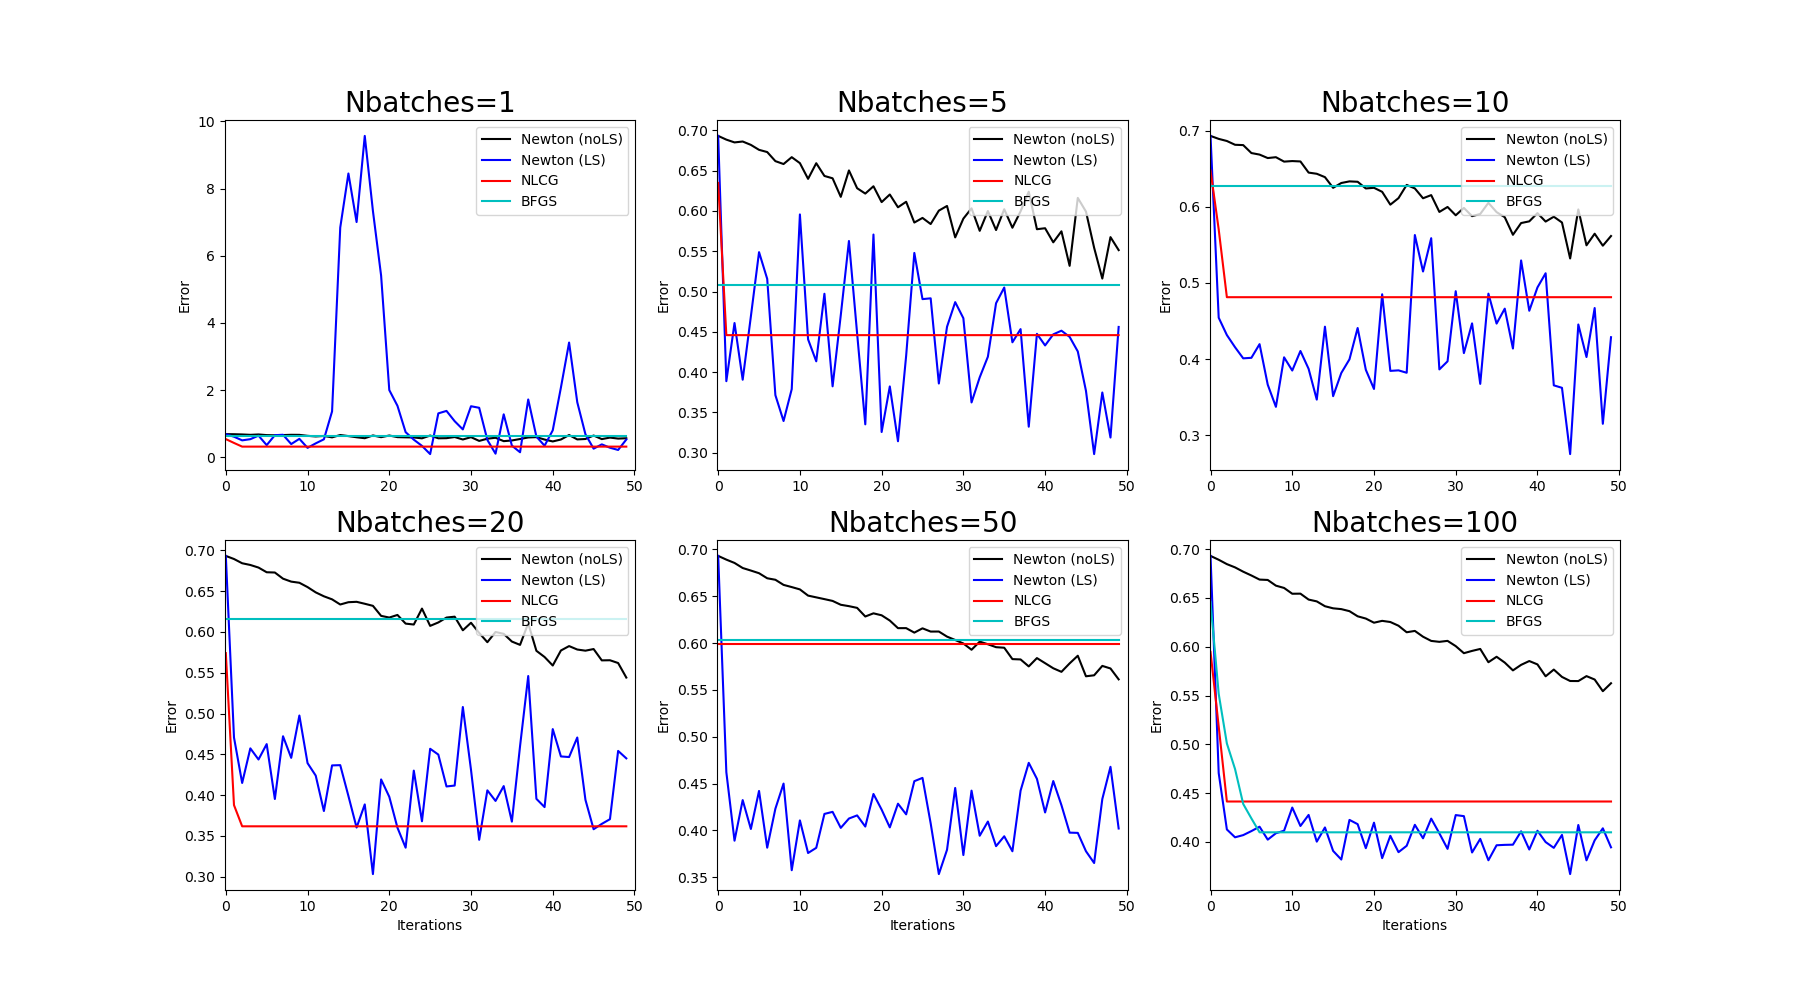 Nbatches=1
Error
10
8
6
4
2
0
0 10 20 30 40 50
Newton (noLS)
Newton (LS)
NLCG
BFGS
Nbatches=5
Error
0.70
0.65
0.60
0.55
0.50
0.45
0.40
0.35
0.30
0 10 20 30 40 50
Newton (noLS)
Newton (LS)
NLCG
BFGS
Nbatches=10
Error
0.7
0.6
0.5
0.4
0.3
0 10 20 30 40 50
Newton (noLS)
Newton (LS)
NLCG
BFGS
Nbatches=20
Error
0.70
0.65
0.60
0.55
0.50
0.45
0.40
0.35
0.30
0 10 20 30 40 50
Iterations
Newton (noLS)
Newton (LS)
NLCG
BFGS
Nbatches=50
Error
0.70
0.65
0.60
0.55
0.50
0.45
0.40
0.35
0 10 20 30 40 50
Iterations
Newton (noLS)
Newton (LS)
NLCG
BFGS
Nbatches=100
Error
0.70
0.65
0.60
0.55
0.50
0.45
0.40
0 10 20 30 40 50
Iterations
Newton (noLS)
Newton (LS)
NLCG
BFGS